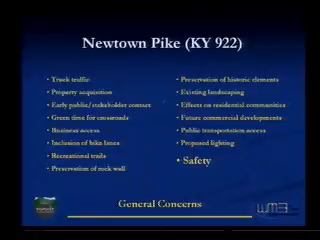 Newtown Pike (KY 922)
• Truck traffic
• Property acquisition
• Early public/stakeholder contact
• Green time for crossroads
• Business access
• Inclusion of bike lanes
• Recreational trails
• Preservation of rock wall
• Preservation of historic elements
• Existing landscaping
• Effects on residential communities
• Future commercial developments
• Public transportation access
• Proposed lighting
• Safety
General Concerns